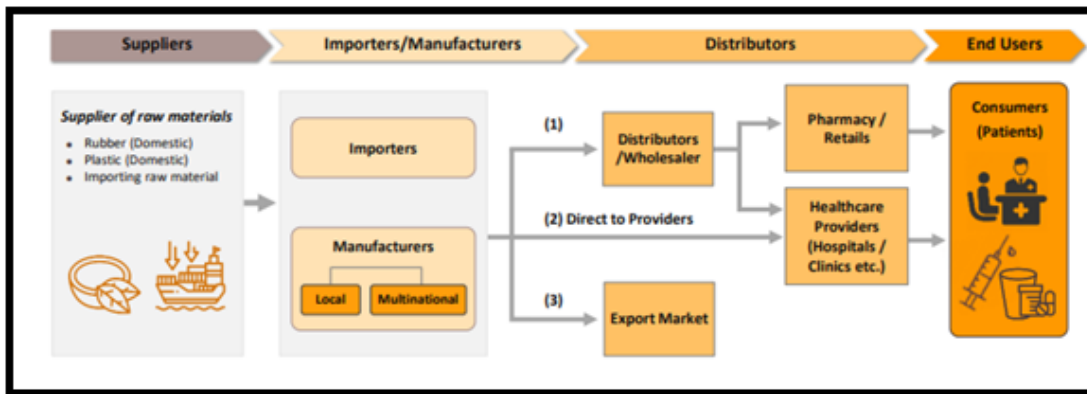 Suppliers
Importers/Manufacturers
Distributors
End Users
Supplier of raw materials
• Rubber (Domestic)
• Plastic (Domestic)
• Importing raw material
Importers
Manufacturers
Local
Multinational
(1)
Distributors
/Wholesaler
(2) Direct to Providers
(3)
Export Market
Pharmacy /
Retails
Healthcare
Providers
(Hospitals /
Clinics etc.)
Consumers
(Patients)